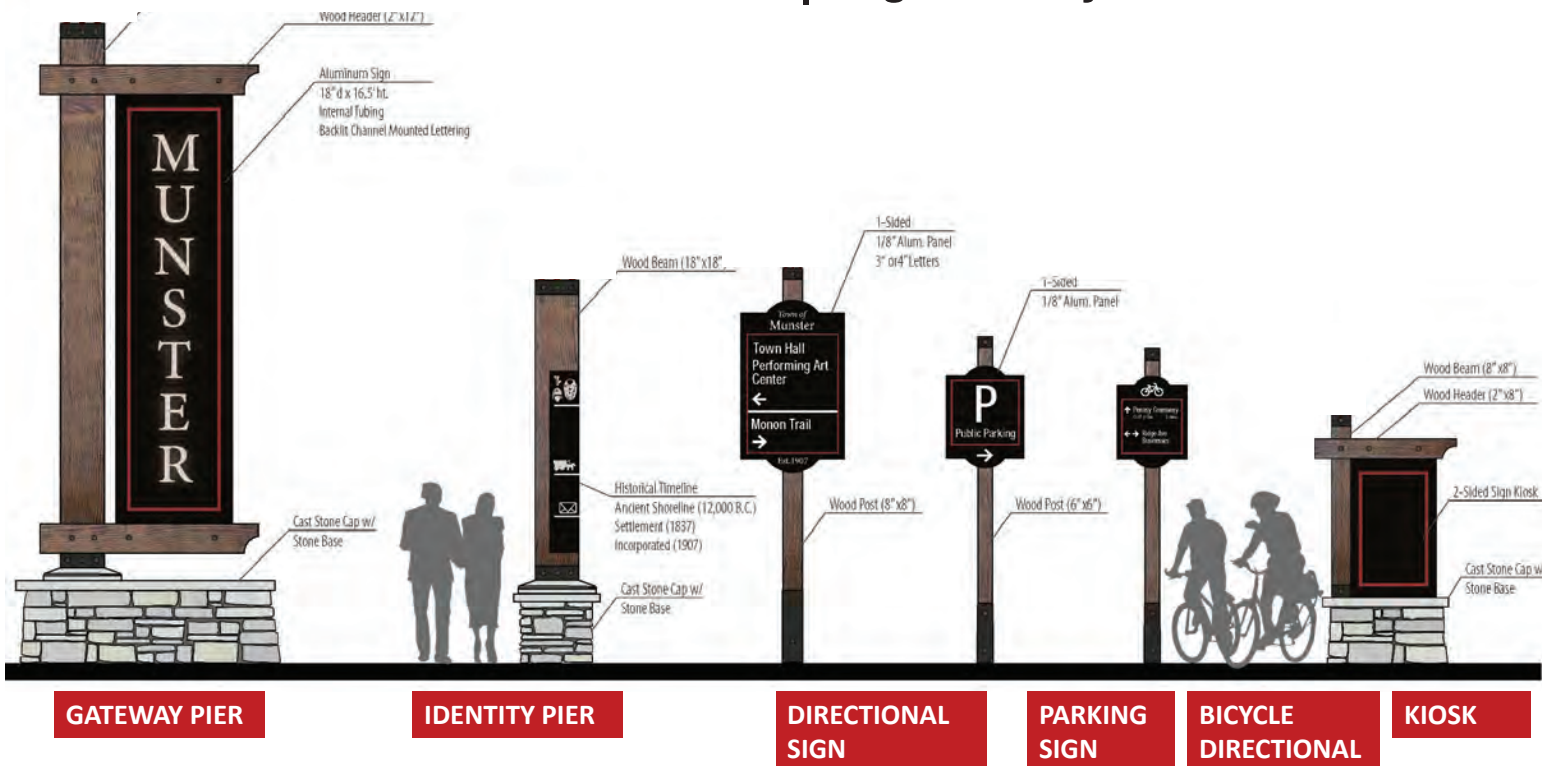 Wood Header (2"x12")
Aluminum Sign
18" d x 16.5' ht.
Internal Tubing
Backlit Channel Mounted Lettering
MUNSTER
Cast Stone Cap w/
Stone Base
Wood Beam (18"x18",
Historical Timeline
Ancient Shoreline (12,000 B.C.)
Settlement (1837)
Incorporated (1907)
Cast Stone Cap w/
Stone Base
1-Sided
1/8" Alum. Panel
3" or4" Letters
Town of
Munster
Town Hall
Performing Art
Center
←
Monon Trail
→
Est.1907
Wood Post (8"x8")
1-Sided
1/8" Alum. Panel
P
Public Parking
→
Wood Post (6"x6")
Ridge
Businesses
Wood Beam (8"x8")
Wood Header (2"x8")
2-Sided Sign Kiosk
Cast Stone Cap w
Stone Base
GATEWAY PIER
IDENTITY PIER
DIRECTIONAL
SIGN
PARKING
SIGN
BICYCLE
DIRECTIONAL
KIOSK